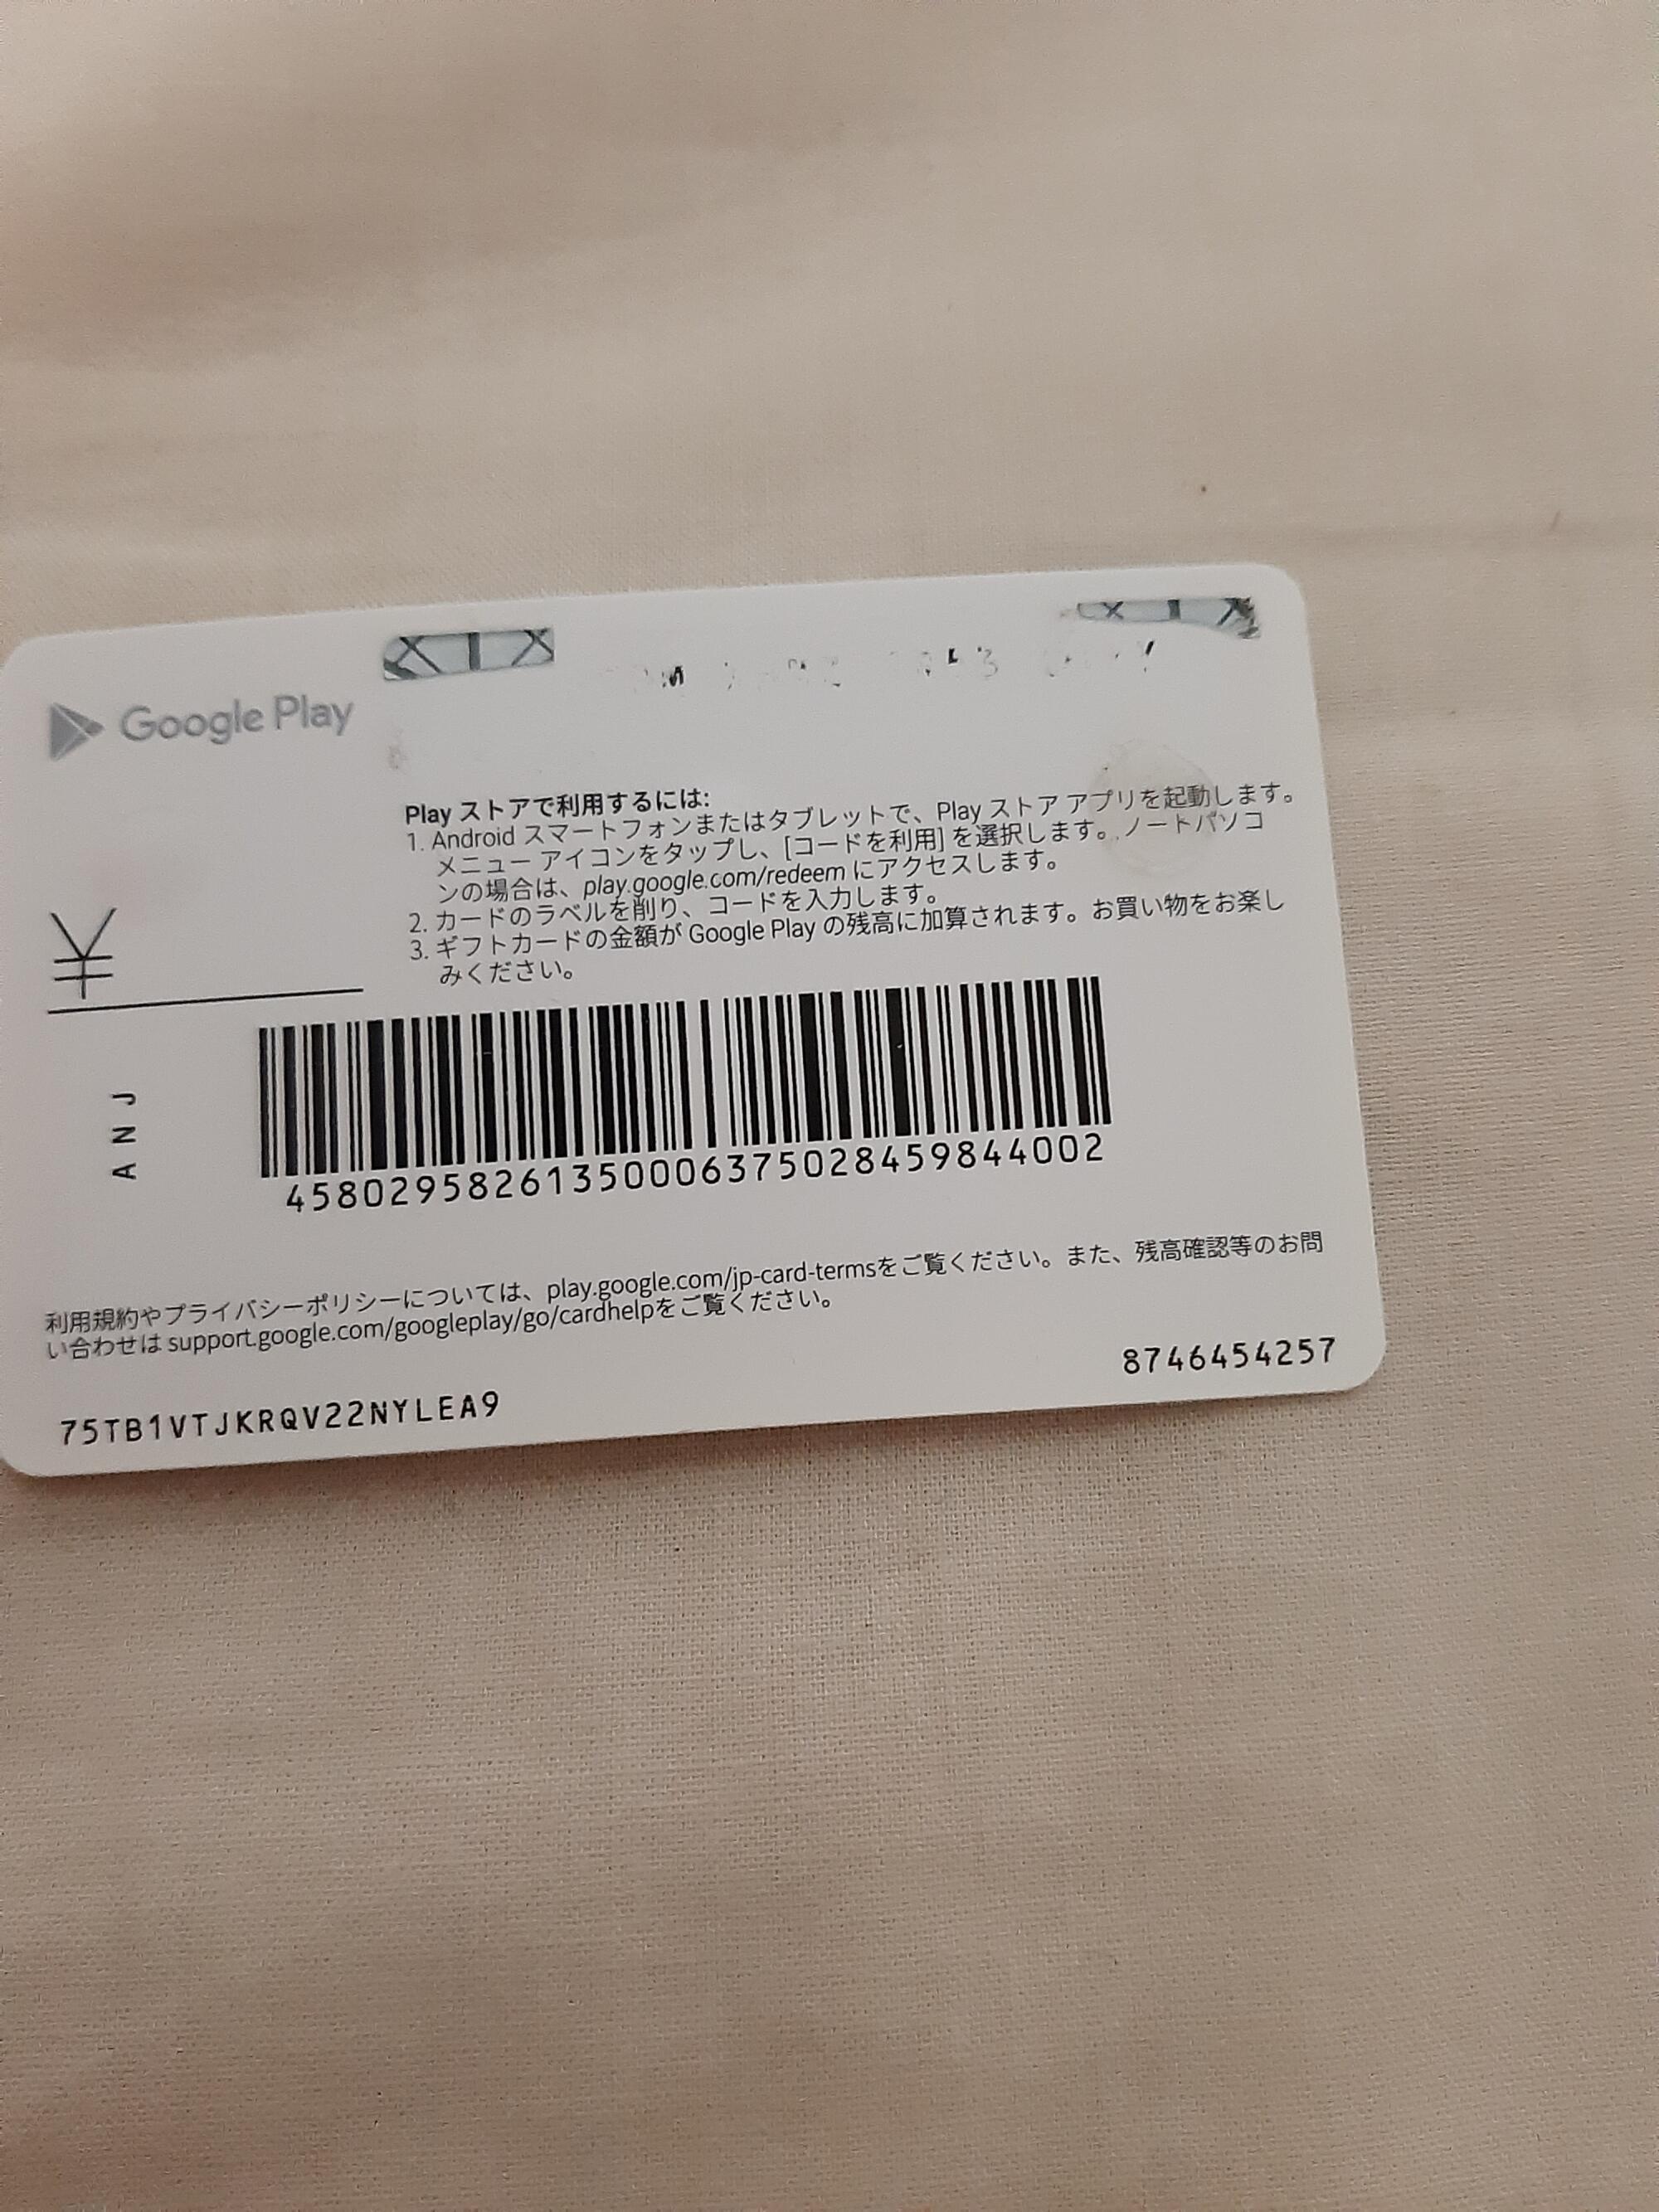 Google Play
Play ストアで利用するには:
1. Android スマートフォンまたはタブレットで、Play ストア アプリを起動します。
メニュー アイコンをタップし、[コードを利用] を選択します。ノートパソコ
ンの場合は、play.google.com/redeem にアクセスします。
2. カードのラベルを削り、コードを入力します。
3. ギフトカードの金額が Google Play の残高に加算されます。お買い物をお楽し
みください。
¥
ANJ
4580295826135000637502845984​4002
利用規約やプライバシーポリシーについては、play.google.com/jp-card-termsをご覧ください。また、残高確認等のお問
い合わせは support.google.com/googleplay/go/cardhelpをご覧ください。
8746454257
75TB1VTJKRQV22NYLEA9